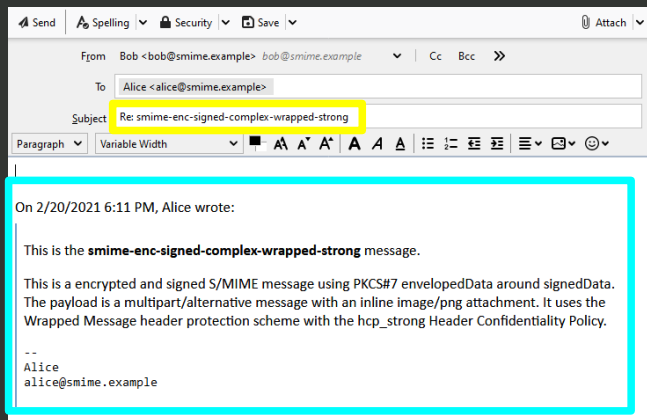 Send Spelling Security Save Attach
From Bob <bob@smime.example> bob@smime.example Cc Bcc
To Alice <alice@smime.example>
Subject Re: smime-enc-signed-complex-wrapped-strong
Paragraph Variable Width
On 2/20/2021 6:11 PM, Alice wrote:
This is the smime-enc-signed-complex-wrapped-strong message.
This is a encrypted and signed S/MIME message using PKCS#7 envelopedData around signedData.
The payload is a multipart/alternative message with an inline image/png attachment. It uses the
Wrapped Message header protection scheme with the hcp_strong Header Confidentiality Policy.
--
Alice
alice@smime.example